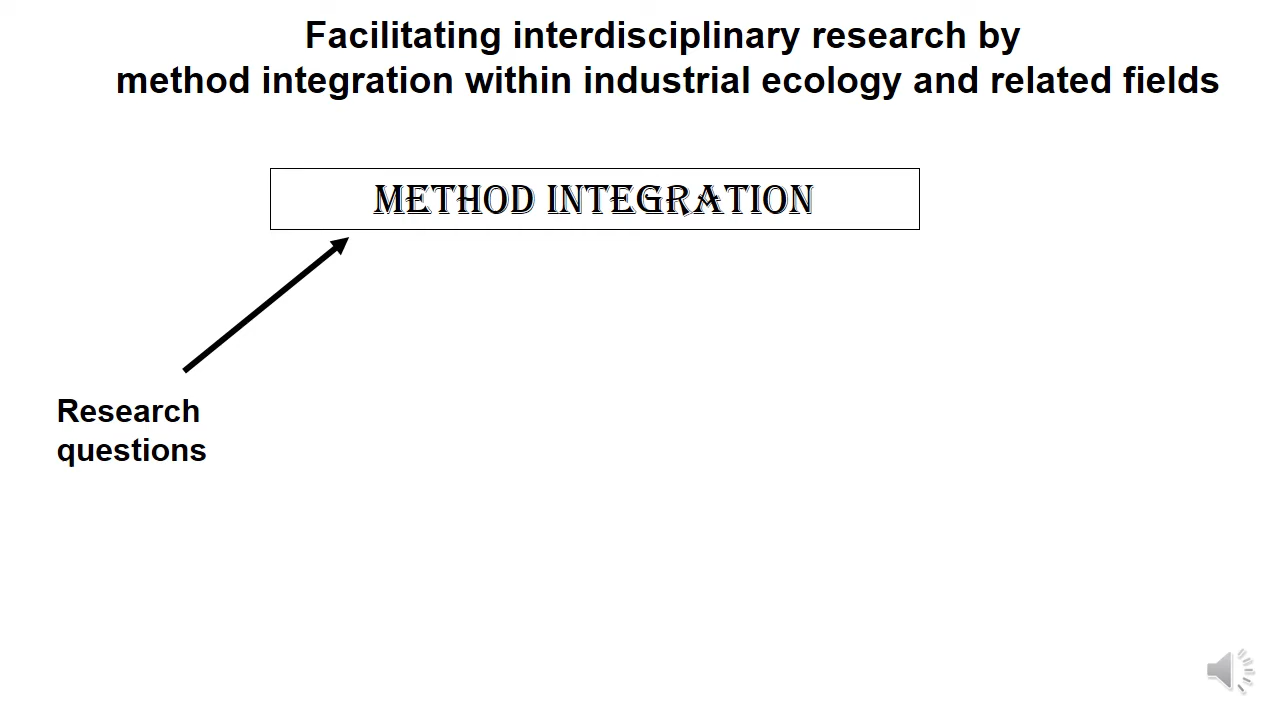 Facilitating interdisciplinary research by
method integration within industrial ecology and related fields
METHOD INTEGRATION
Research
questions